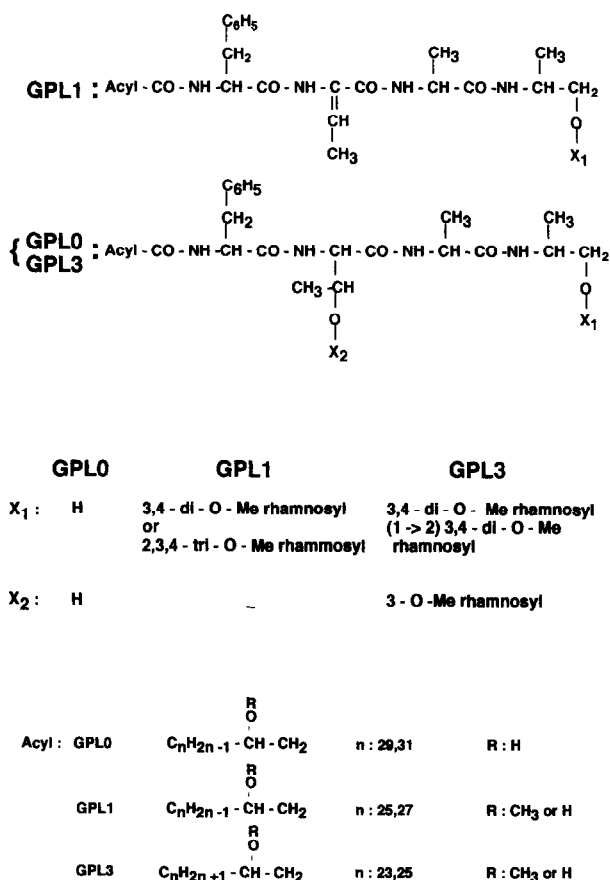 C6H5
CH2 CH3 CH3
GPL1 : Acyl - CO - NH - CH - CO - NH - C - CO - NH - CH - CO - NH - CH - CH2
CH O
CH3 X1
C6H5
CH2 CH3 CH3
{ GPL0 GPL3 : Acyl - CO - NH - CH - CO - NH - CH - CO - NH - CH - CO - NH - CH - CH2
CH3 - CH O
O X1
X2
GPL0 GPL1 GPL3
X1 : H 3,4 - di - O - Me rhamnosyl 3,4 - di - O - Me rhamnosyl
or (1 -> 2) 3,4 - di - O - Me
2,3,4 - tri - O - Me rhammosyl rhamnosyl
X2 : H – 3 - O -Me rhamnosyl
R
O
Acyl : GPL0 CnH2n -1 - CH - CH2 n : 29,31 R : H
R
O
GPL1 CnH2n -1 - CH - CH2 n : 25,27 R : CH3 or H
R
O
GPL3 CnH2n +1 - CH - CH2 n : 23,25 R : CH3 or H